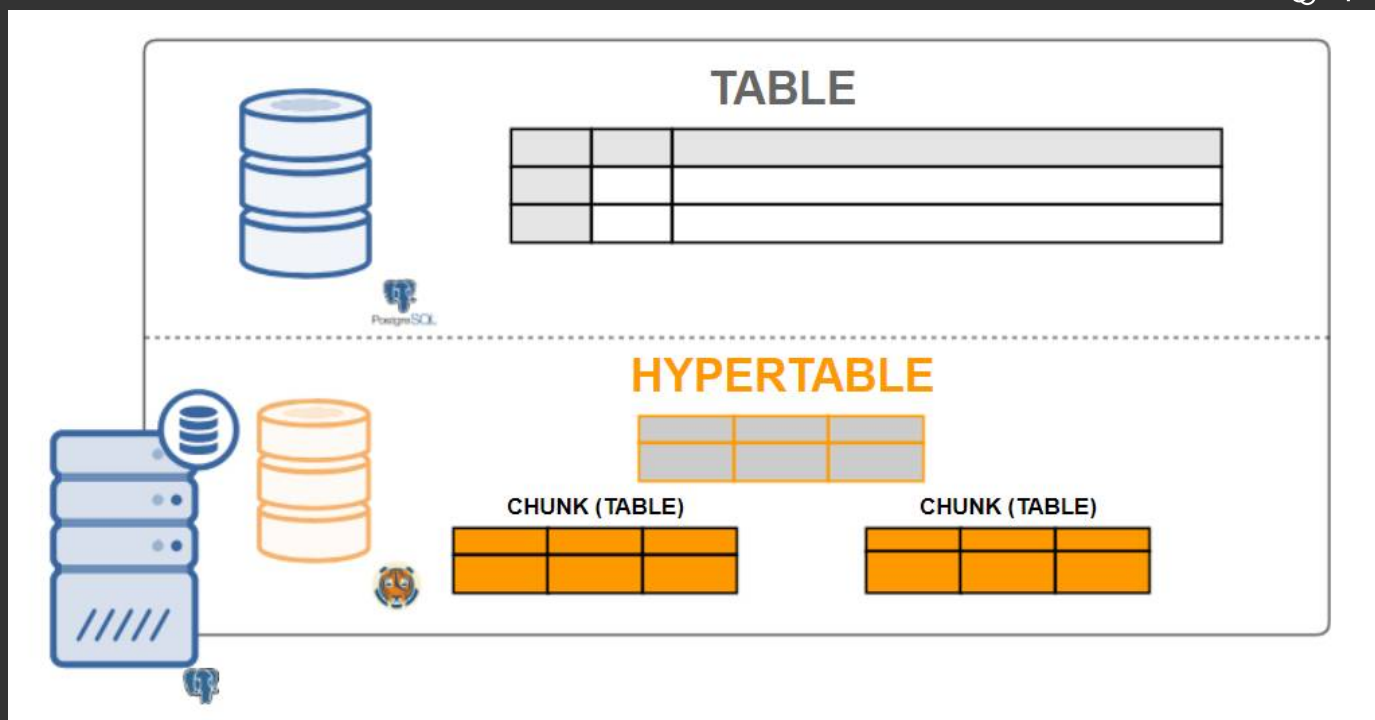 TABLE
PostgreSQL
HYPERTABLE
CHUNK (TABLE)
CHUNK (TABLE)